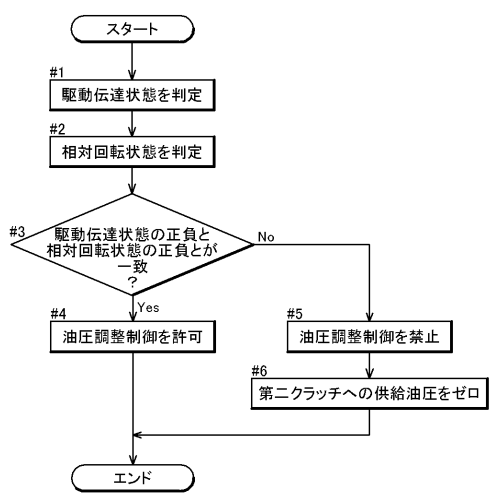 スタート
#1
駆動伝達状態を判定
#2
相対回転状態を判定
#3
駆動伝達状態の正負と
相対回転状態の正負とが
一致
?
No
Yes
#4
油圧調整制御を許可
#5
油圧調整制御を禁止
#6
第二クラッチへの供給油圧をゼロ
エンド